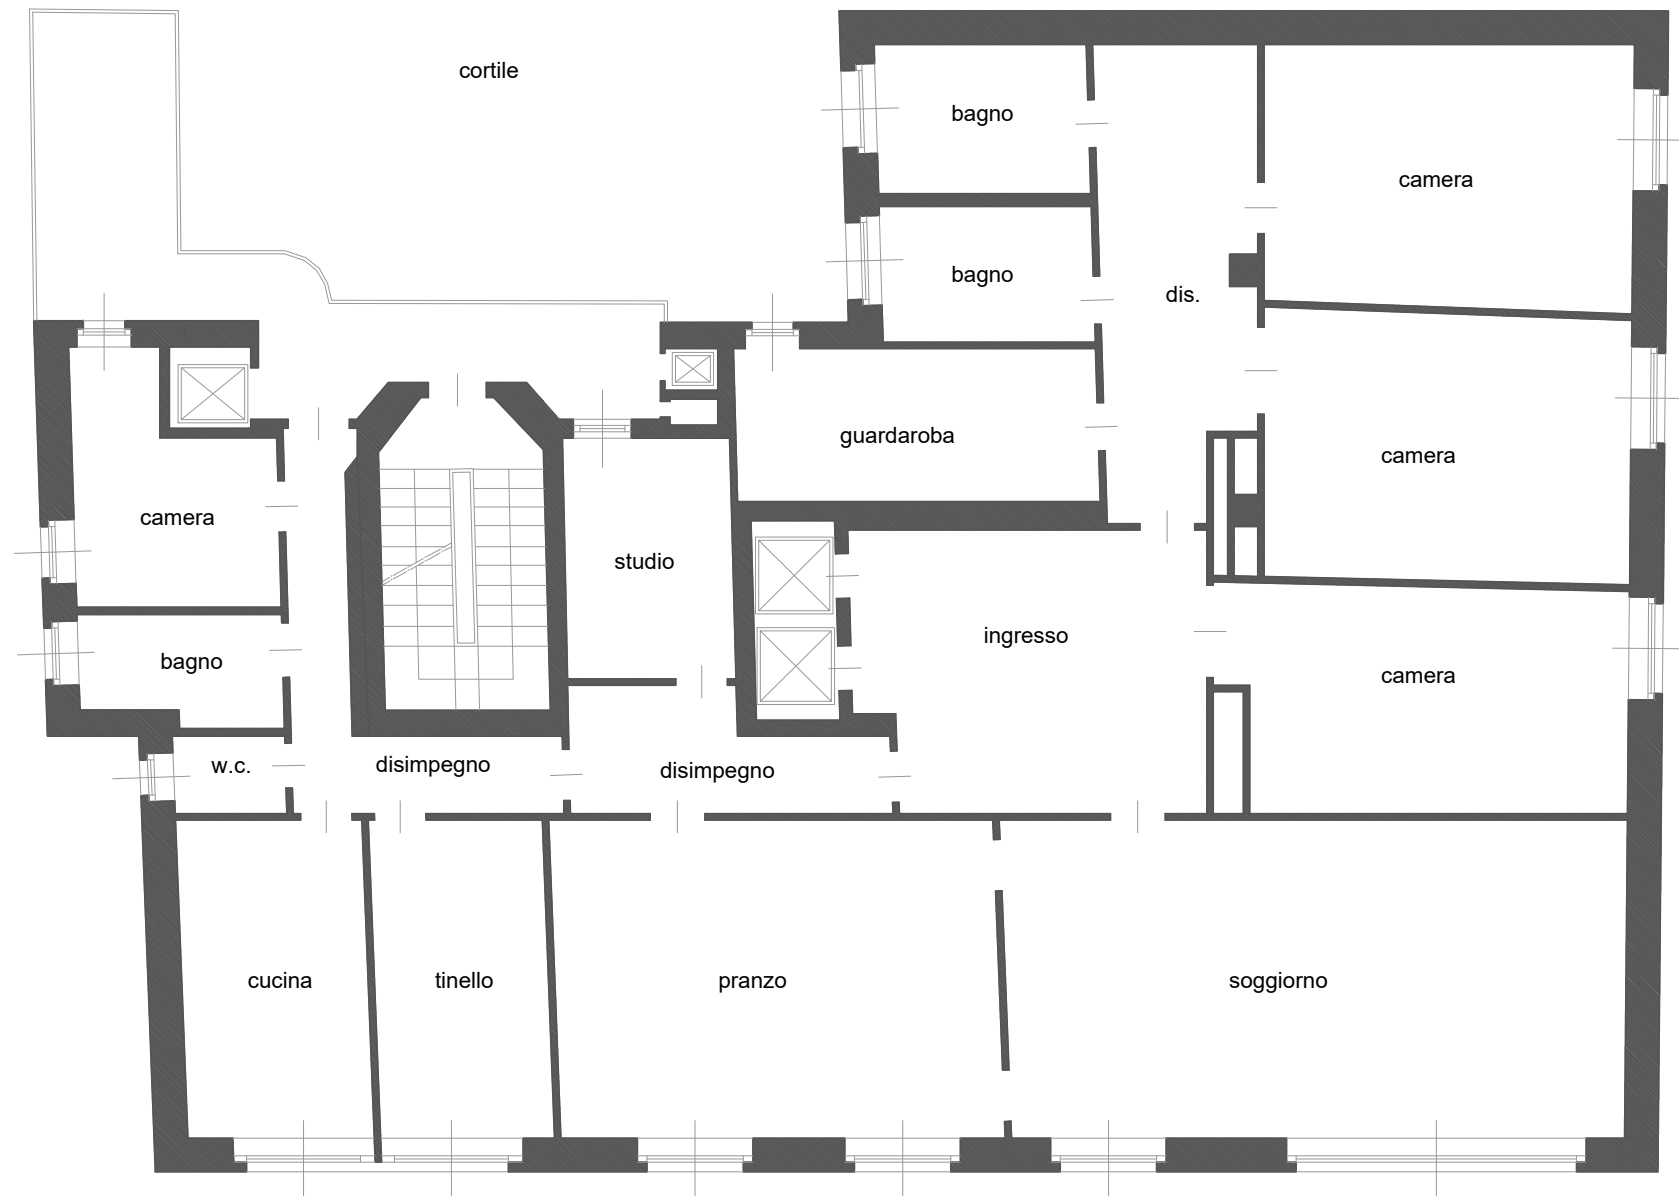 cortile
bagno
camera
bagno
dis.
guardaroba
camera
camera
studio
ingresso
bagno
camera
w.c.
disimpegno
disimpegno
cucina
tinello
pranzo
soggiorno